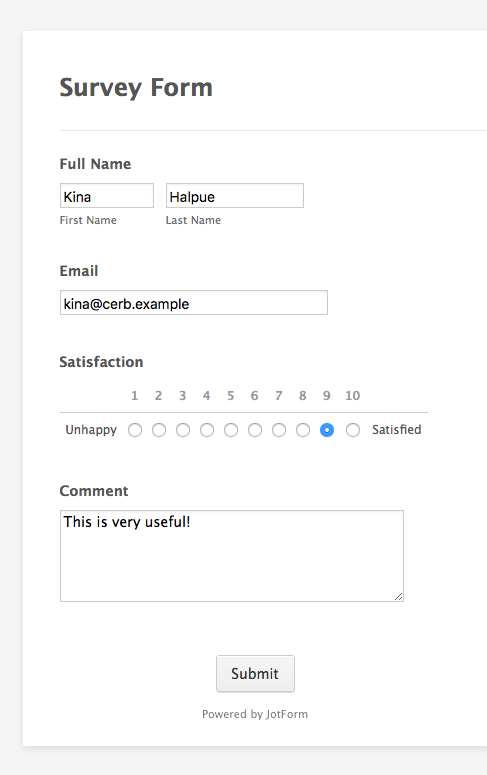 Survey Form
Full Name
Kina Halpue
First Name Last Name
Email
kina@cerb.example
Satisfaction
1 2 3 4 5 6 7 8 9 10
Unhappy Satisfied
Comment
This is very useful!
Submit
Powered by JotForm